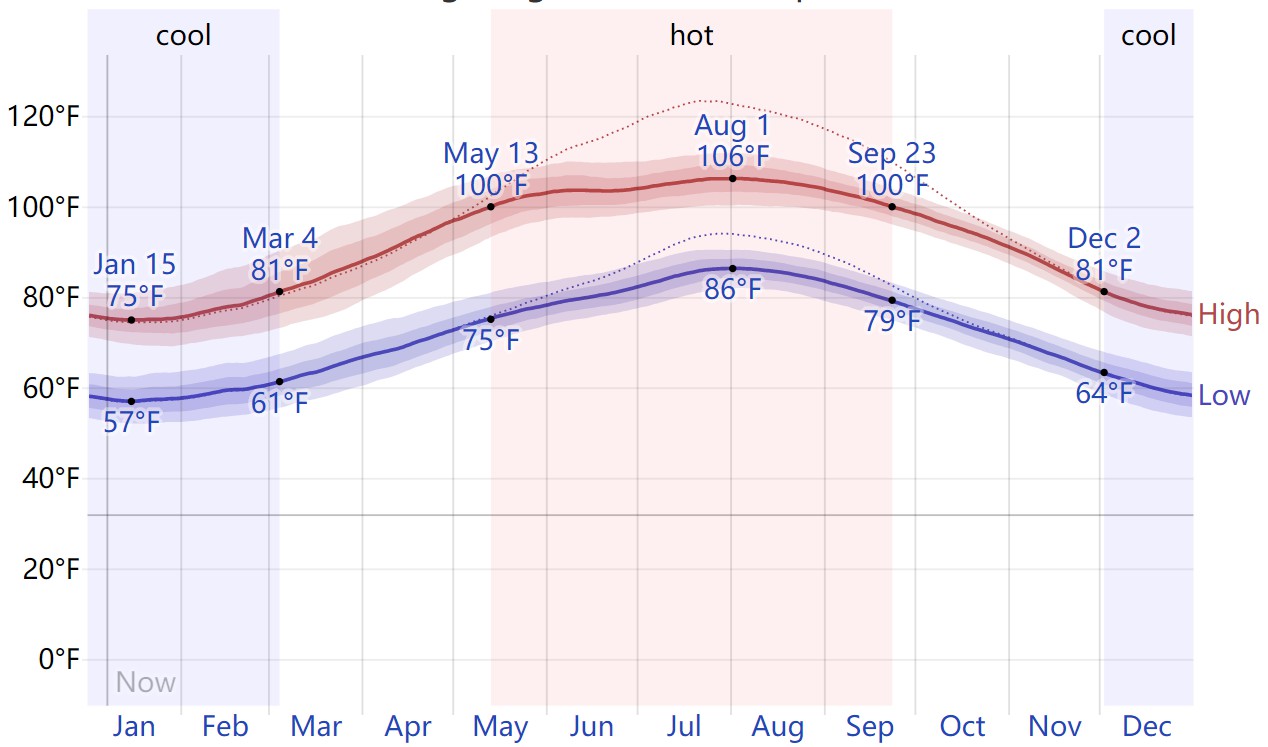 cool hot cool
120°F
100°F
80°F
60°F
40°F
20°F
0°F
Jan 15
75°F
Mar 4
81°F
May 13
100°F
Aug 1
106°F
Sep 23
100°F
Dec 2
81°F
High
57°F
61°F
75°F
86°F
79°F
64°F
Low
Now
Jan Feb Mar Apr May Jun Jul Aug Sep Oct Nov Dec